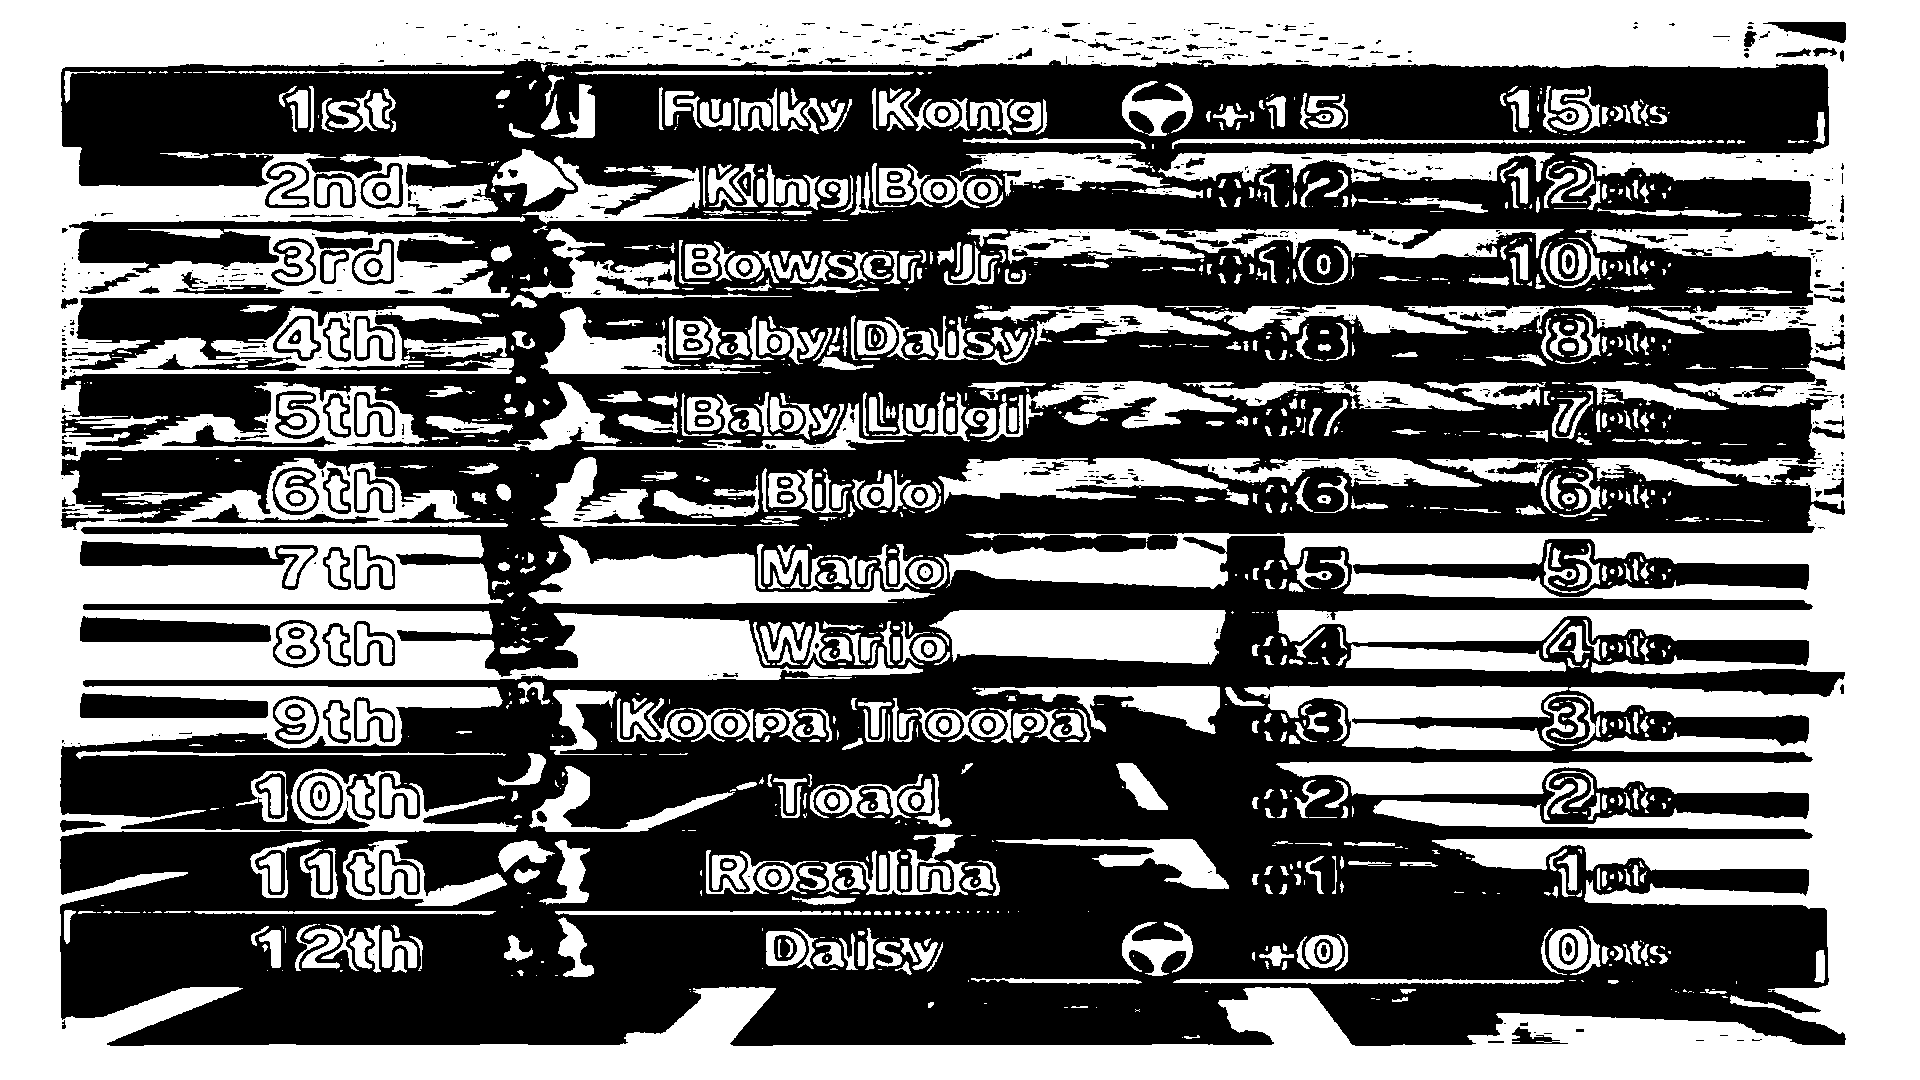 1st Funky Kong +15 15pts
2nd King Boo +12 12pts
3rd Bowser Jr. +10 10pts
4th Baby Daisy +8 8pts
5th Baby Luigi +7 7pts
6th Birdo +6 6pts
7th Mario +5 5pts
8th Wario +4 4pts
9th Koopa Troopa +3 3pts
10th Toad +2 2pts
11th Rosalina +1 1pt
12th Daisy +0 0pts